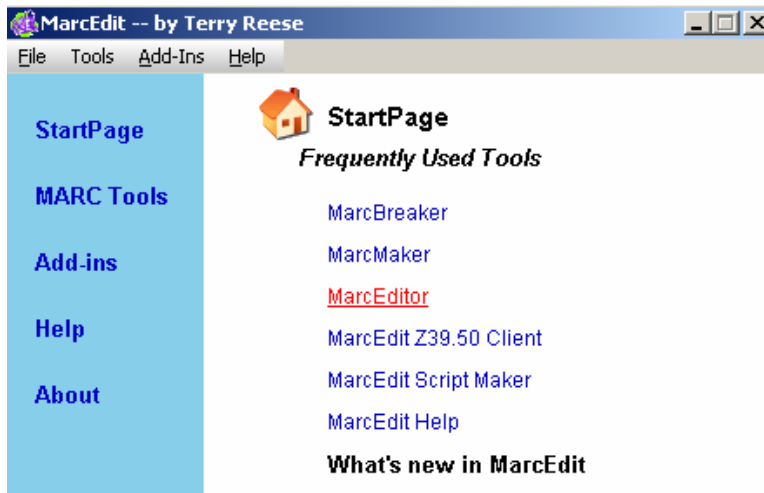 MarcEdit -- by Terry Reese
File Tools Add-Ins Help
StartPage
MARC Tools
Add-ins
Help
About
StartPage
Frequently Used Tools
MarcBreaker
MarcMaker
MarcEditor
MarcEdit Z39.50 Client
MarcEdit Script Maker
MarcEdit Help
What's new in MarcEdit